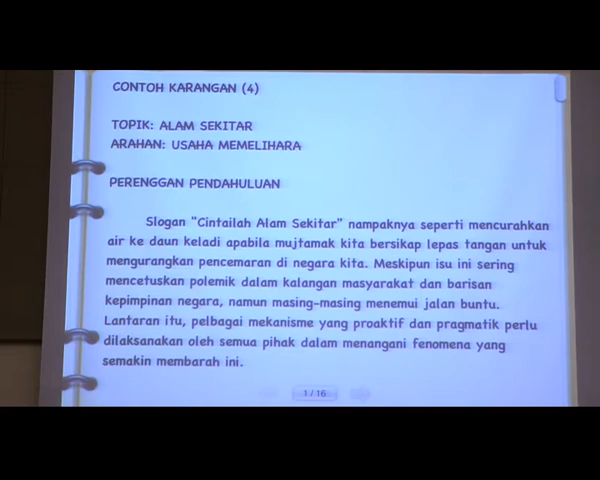 CONTOH KARANGAN (4)
TOPIK: ALAM SEKITAR
ARAHAN: USAHA MEMELIHARA
PERENGGAN PENDAHULUAN
Slogan "Cintailah Alam Sekitar" nampaknya seperti mencurahkan
air ke daun keladi apabila mujtamak kita bersikap lepas tangan untuk
mengurangkan pencemaran di negara kita. Meskipun isu ini sering
mencetuskan polemik dalam kalangan masyarakat dan barisan
kepimpinan negara, namun masing-masing menemui jalan buntu.
Lantaran itu, pelbagai mekanisme yang proaktif dan pragmatik perlu
dilaksanakan oleh semua pihak dalam menangani fenomena yang
semakin membarah ini.
1 / 16